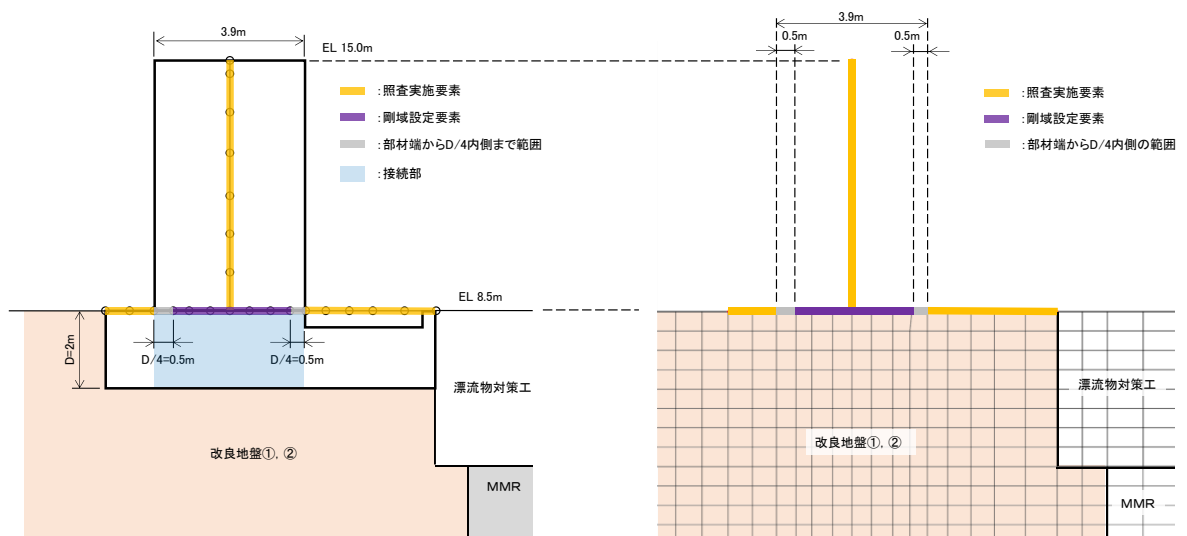 3.9m
EL 15.0m
:照査実施要素
:剛域設定要素
:部材端からD/4内側まで範囲
:接続部
EL 8.5m
D=2m
D/4=0.5m
D/4=0.5m
漂流物対策工
改良地盤①, ②
MMR
3.9m
0.5m
0.5m
:照査実施要素
:剛域設定要素
:部材端からD/4内側の範囲
漂流物対策工
改良地盤①, ②
MMR